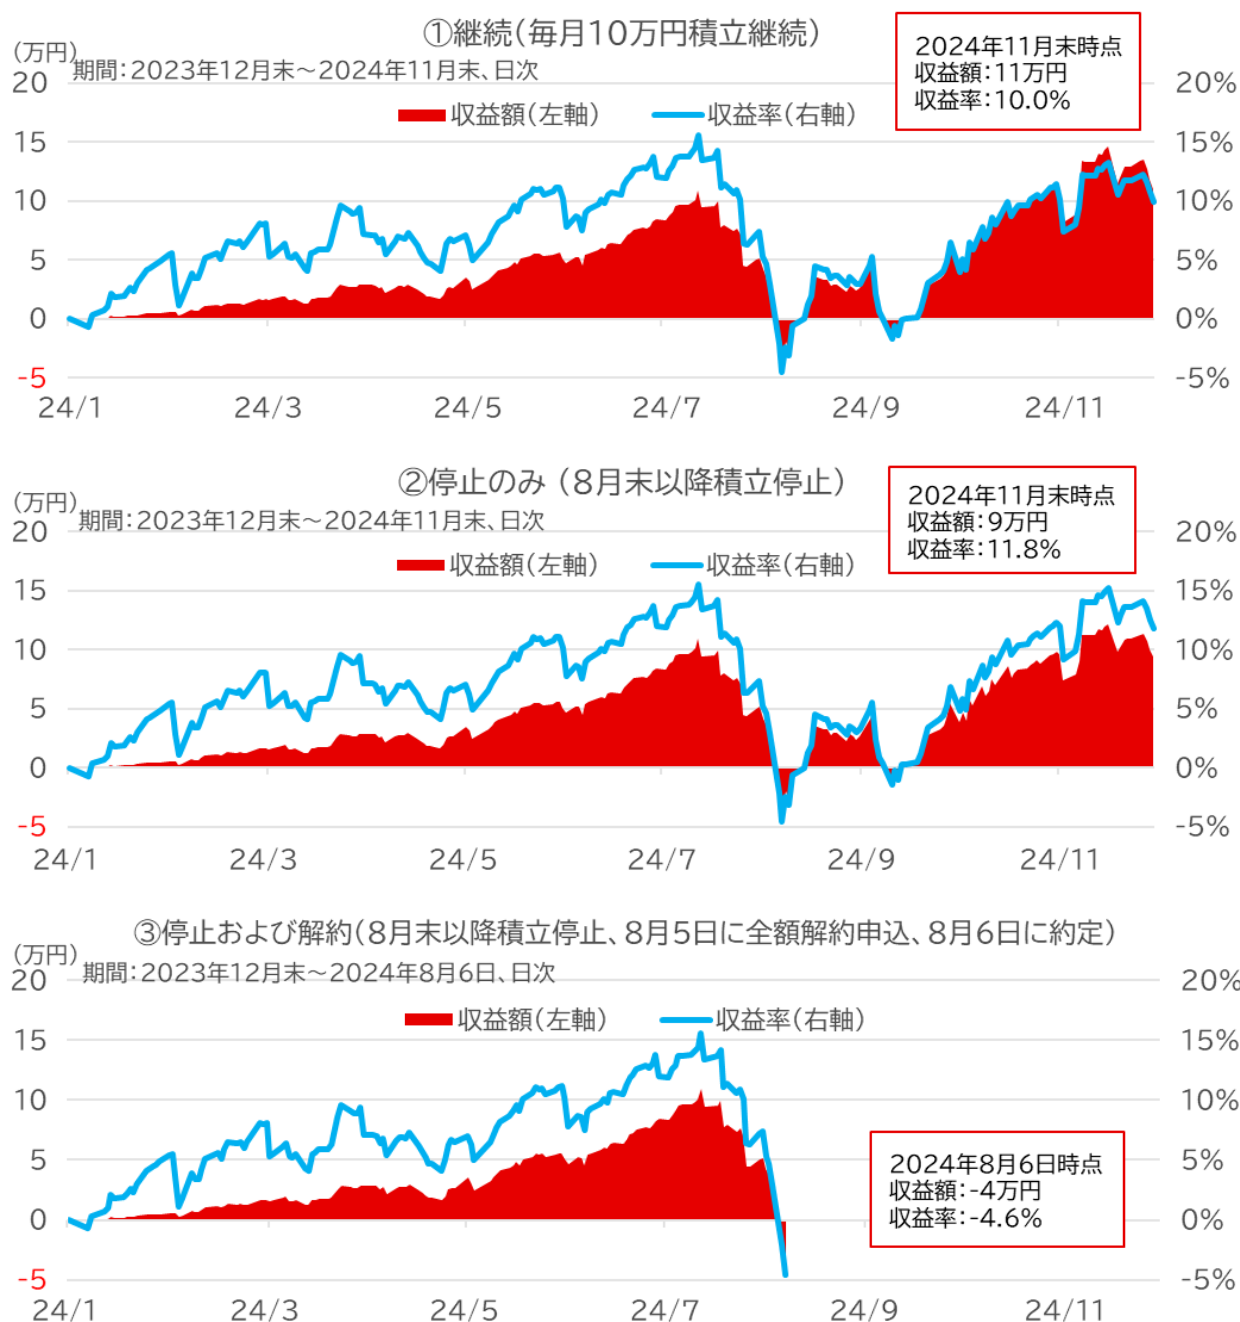 ①継続(毎月10万円積立継続)
(万円)
期間:2023年12月末～2024年11月末、日次
2024年11月末時点
収益額:11万円
収益率:10.0%
収益額(左軸)
収益率(右軸)
20
15
10
5
0
-5
20%
15%
10%
5%
0%
-5%
24/1
24/3
24/5
24/7
24/9
24/11
②停止のみ (8月末以降積立停止)
(万円)
期間:2023年12月末～2024年11月末、日次
2024年11月末時点
収益額:9万円
収益率:11.8%
収益額(左軸)
収益率(右軸)
20
15
10
5
0
-5
20%
15%
10%
5%
0%
-5%
24/1
24/3
24/5
24/7
24/9
24/11
③停止および解約(8月末以降積立停止、8月5日に全額解約申込、8月6日に約定)
(万円)
期間:2023年12月末～2024年8月6日、日次
収益額(左軸)
収益率(右軸)
2024年8月6日時点
収益額:-4万円
収益率:-4.6%
20
15
10
5
0
-5
20%
15%
10%
5%
0%
-5%
24/1
24/3
24/5
24/7
24/9
24/11